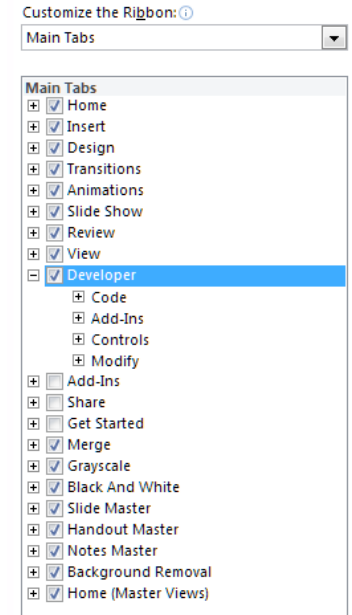 Customize the Ribbon:
Main Tabs
Main Tabs
Home
Insert
Design
Transitions
Animations
Slide Show
Review
View
Developer
Code
Add-Ins
Controls
Modify
Add-Ins
Share
Get Started
Merge
Grayscale
Black And White
Slide Master
Handout Master
Notes Master
Background Removal
Home (Master Views)